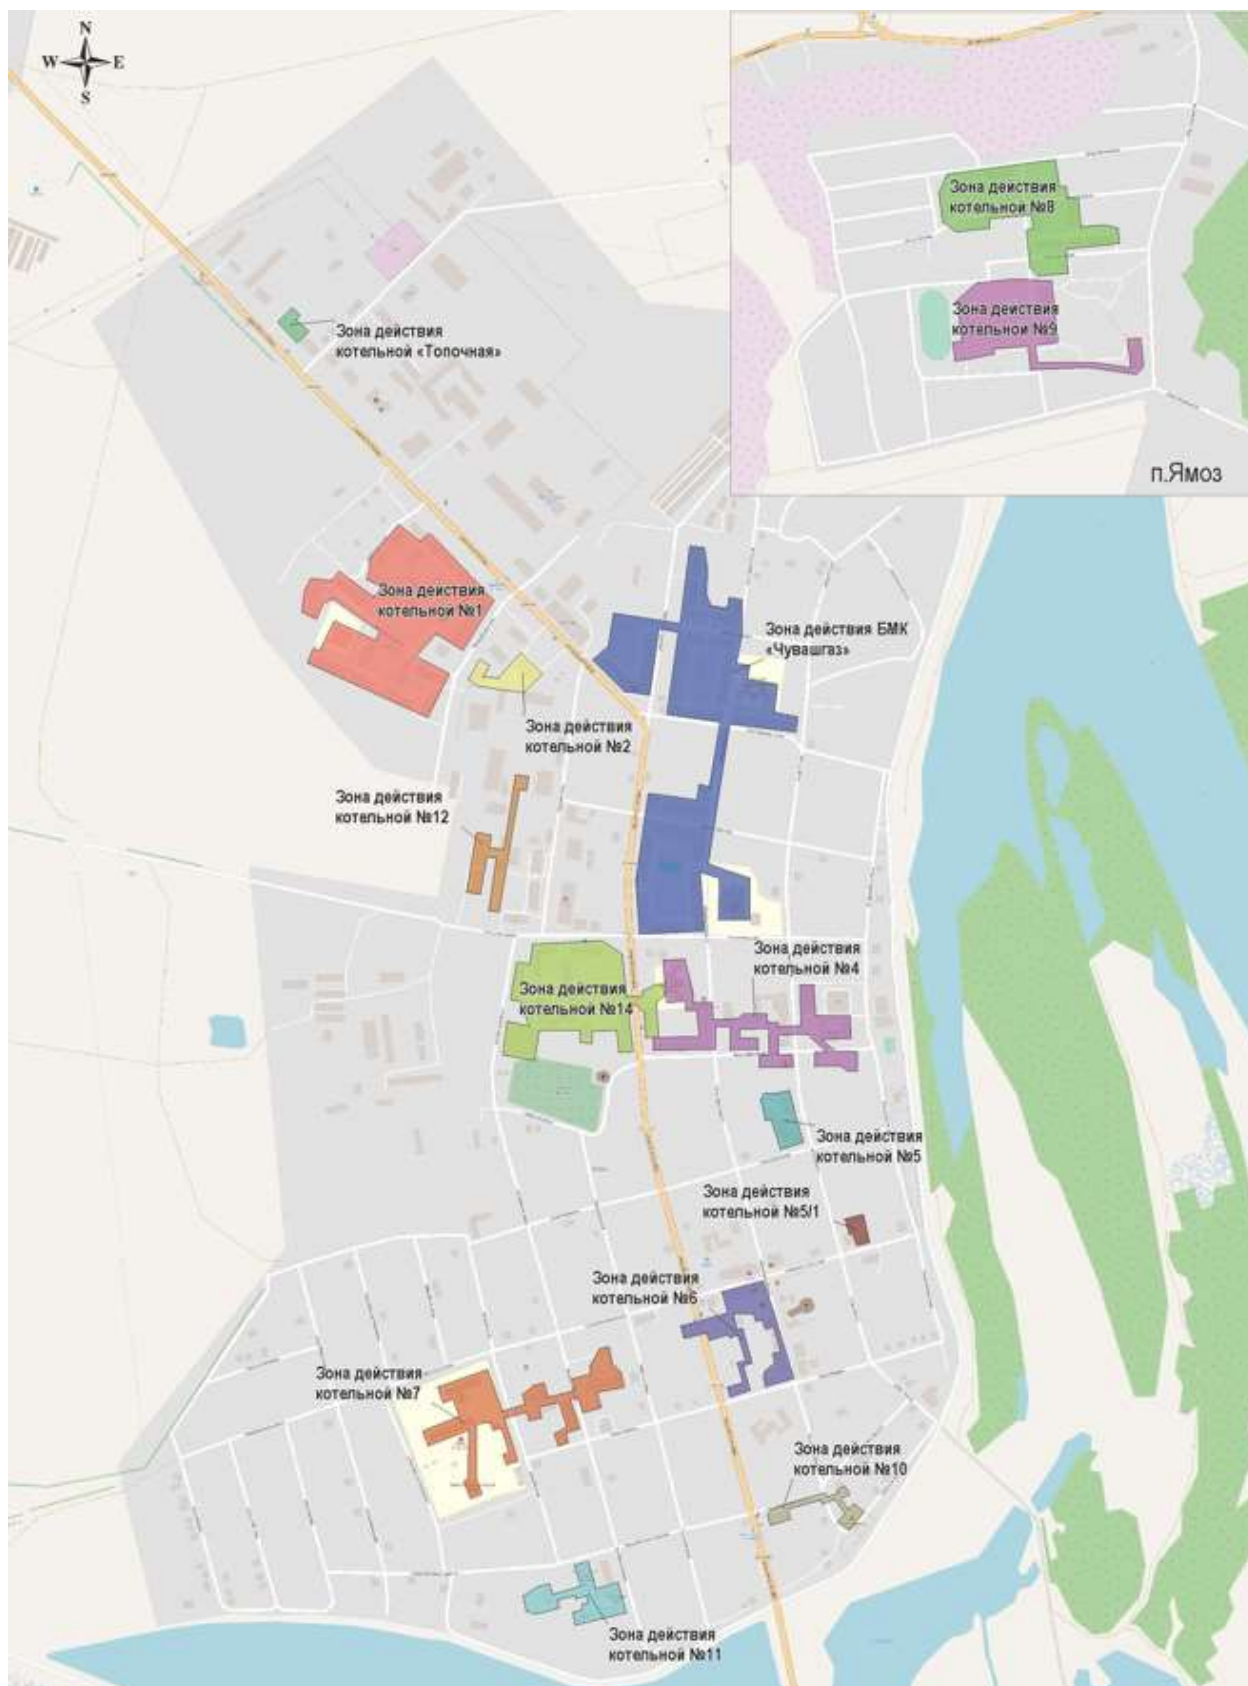 N
W E
S
Зона действия
котельной №8
Зона действия
котельной №9
п.Ямоз
Зона действия
котельной «Топочная»
Зона действия
котельной №1
Зона действия БМК
«Чувашгаз»
Зона действия
котельной №2
Зона действия
котельной №12
Зона действия
котельной №4
Зона действия
котельной №14
Зона действия
котельной №5
Зона действия
котельной №5/1
Зона действия
котельной №6
Зона действия
котельной №7
Зона действия
котельной №10
Зона действия
котельной №11